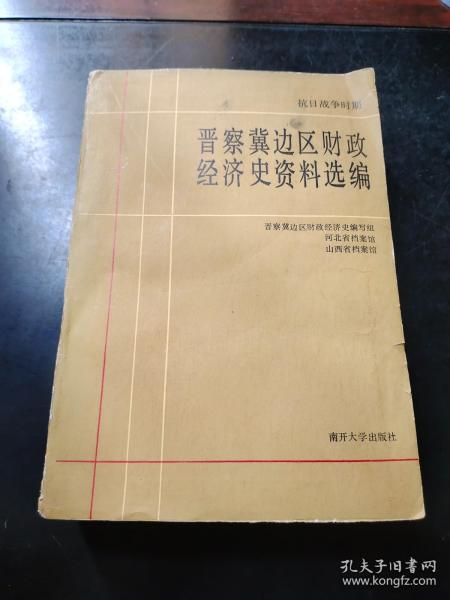 抗日战争时期
晋察冀边区财政
经济史资料选编
晋察冀边区财政经济史编写组
河北省档案馆
山西省档案馆
南开大学出版社
孔夫子旧书网
www.kongfz.com